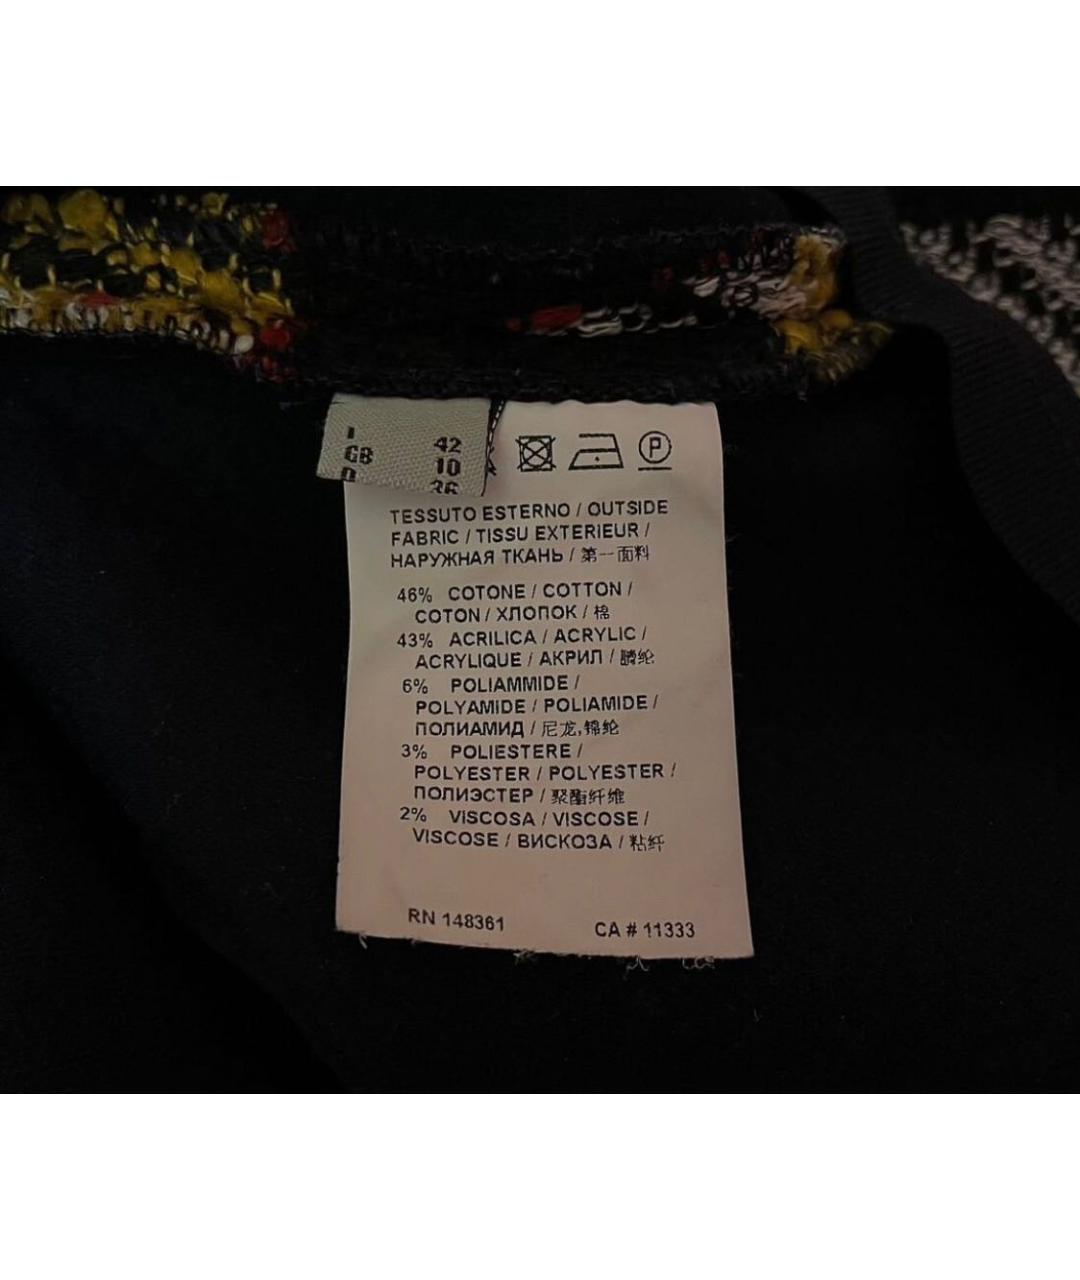 I 42
GB 10
D 36
TESSUTO ESTERNO / OUTSIDE
FABRIC / TISSU EXTERIEUR /
НАРУЖНАЯ ТКАНЬ / 第一面料
46% COTONE / COTTON /
COTON / ХЛОПОК / 棉
43% ACRILICA / ACRYLIC /
ACRYLIQUE / АКРИЛ / 腈纶
6% POLIAMMIDE /
POLYAMIDE / POLIAMIDE /
ПОЛИАМИД / 尼龙,锦纶
3% POLIESTERE /
POLYESTER / POLYESTER /
ПОЛИЭСТЕР / 聚酯纤维
2% VISCOSA / VISCOSE /
VISCOSE / ВИСКОЗА / 粘纤
RN 148361 CA # 11333